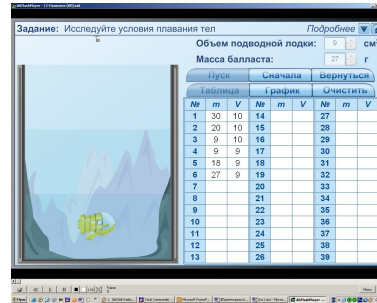 Задание: Исследуйте условия плавания тел
Подробнее
Объем подводной лодки: 9 см
Масса балласта: 27 г
Пуск Сначала Вернуться
Таблица График Очистить
№ m V № m V № m V
1 30 10 14 27
2 20 10 15 28
3 9 10 16 29
4 9 9 17 30
5 18 9 18 31
6 27 9 19 32
7 20 33
8 21 34
9 22 35
10 23 36
11 24 37
12 25 38
13 26 39